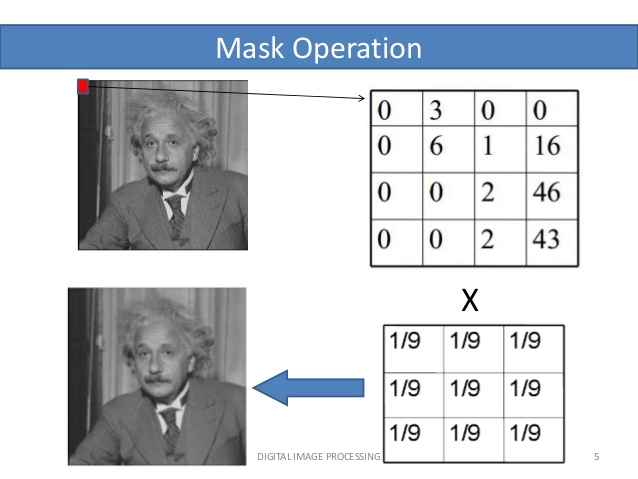 Mask Operation
0 3 0 0
0 6 1 16
0 0 2 46
0 0 2 43
X
1/9 1/9 1/9
1/9 1/9 1/9
1/9 1/9 1/9
DIGITAL IMAGE PROCESSING
5